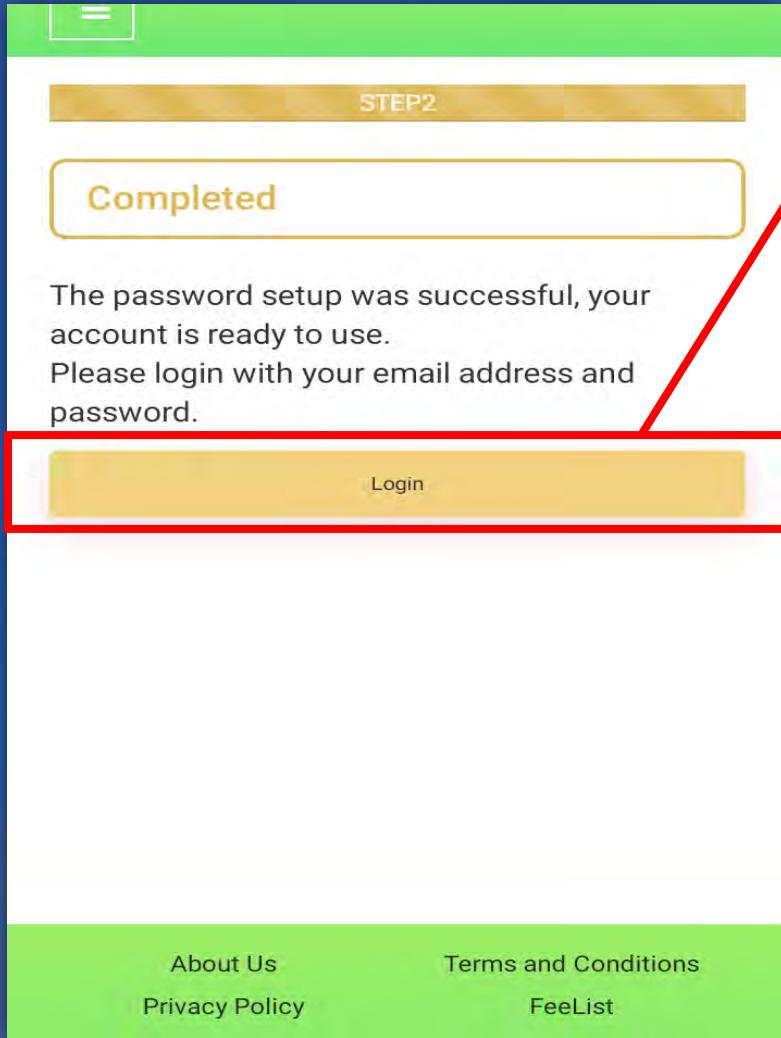 STEP2
Completed
The password setup was successful, your
account is ready to use.
Please login with your email address and
password.
Login
About Us
Terms and Conditions
Privacy Policy
FeeList